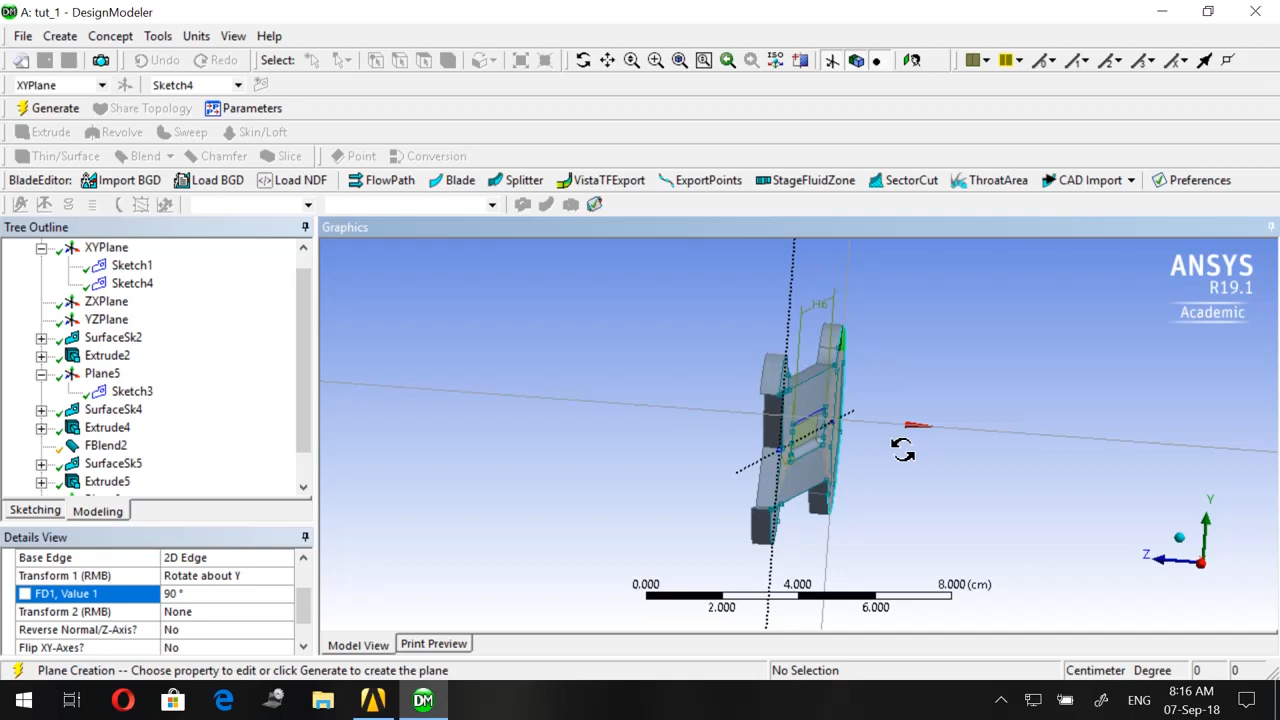 A: tut_1 - DesignModeler
File Create Concept Tools Units View Help
Undo Redo Select:
XYPlane Sketch4
Generate Share Topology Parameters
Extrude Revolve Sweep Skin/Loft
Thin/Surface Blend Chamfer Slice Point Conversion
BladeEditor: Import BGD Load BGD Load NDF FlowPath Blade Splitter VistaTFExport ExportPoints StageFluidZone SectorCut ThroatArea CAD Import Preferences
Tree Outline
XYPlane
Sketch1
Sketch4
ZXPlane
YZPlane
SurfaceSk2
Extrude2
Plane5
Sketch3
SurfaceSk4
Extrude4
FBlend2
SurfaceSk5
Extrude5
Sketching Modeling
Details View
Base Edge 2D Edge
Transform 1 (RMB) Rotate about Y
FD1, Value 1 90 °
Transform 2 (RMB) None
Reverse Normal/Z-Axis? No
Flip XY-Axes? No
Graphics
ANSYS
R19.1
Academic
H6
Y
Z
0.000 4.000 8.000 (cm)
2.000 6.000
Model View Print Preview
Plane Creation -- Choose property to edit or click Generate to create the plane No Selection Centimeter Degree 0 0
DM
ENG
8:16 AM
07-Sep-18